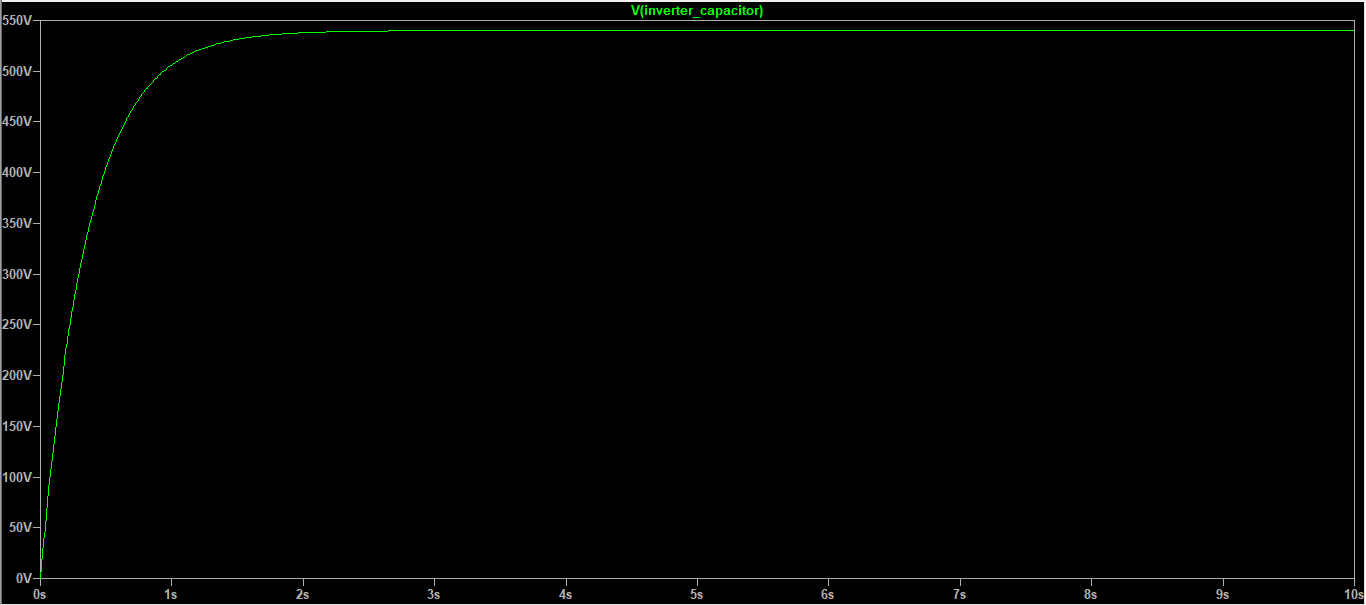 V(inverter_capacitor)
550V
500V
450V
400V
350V
300V
250V
200V
150V
100V
50V
0V
0s 1s 2s 3s 4s 5s 6s 7s 8s 9s 10s